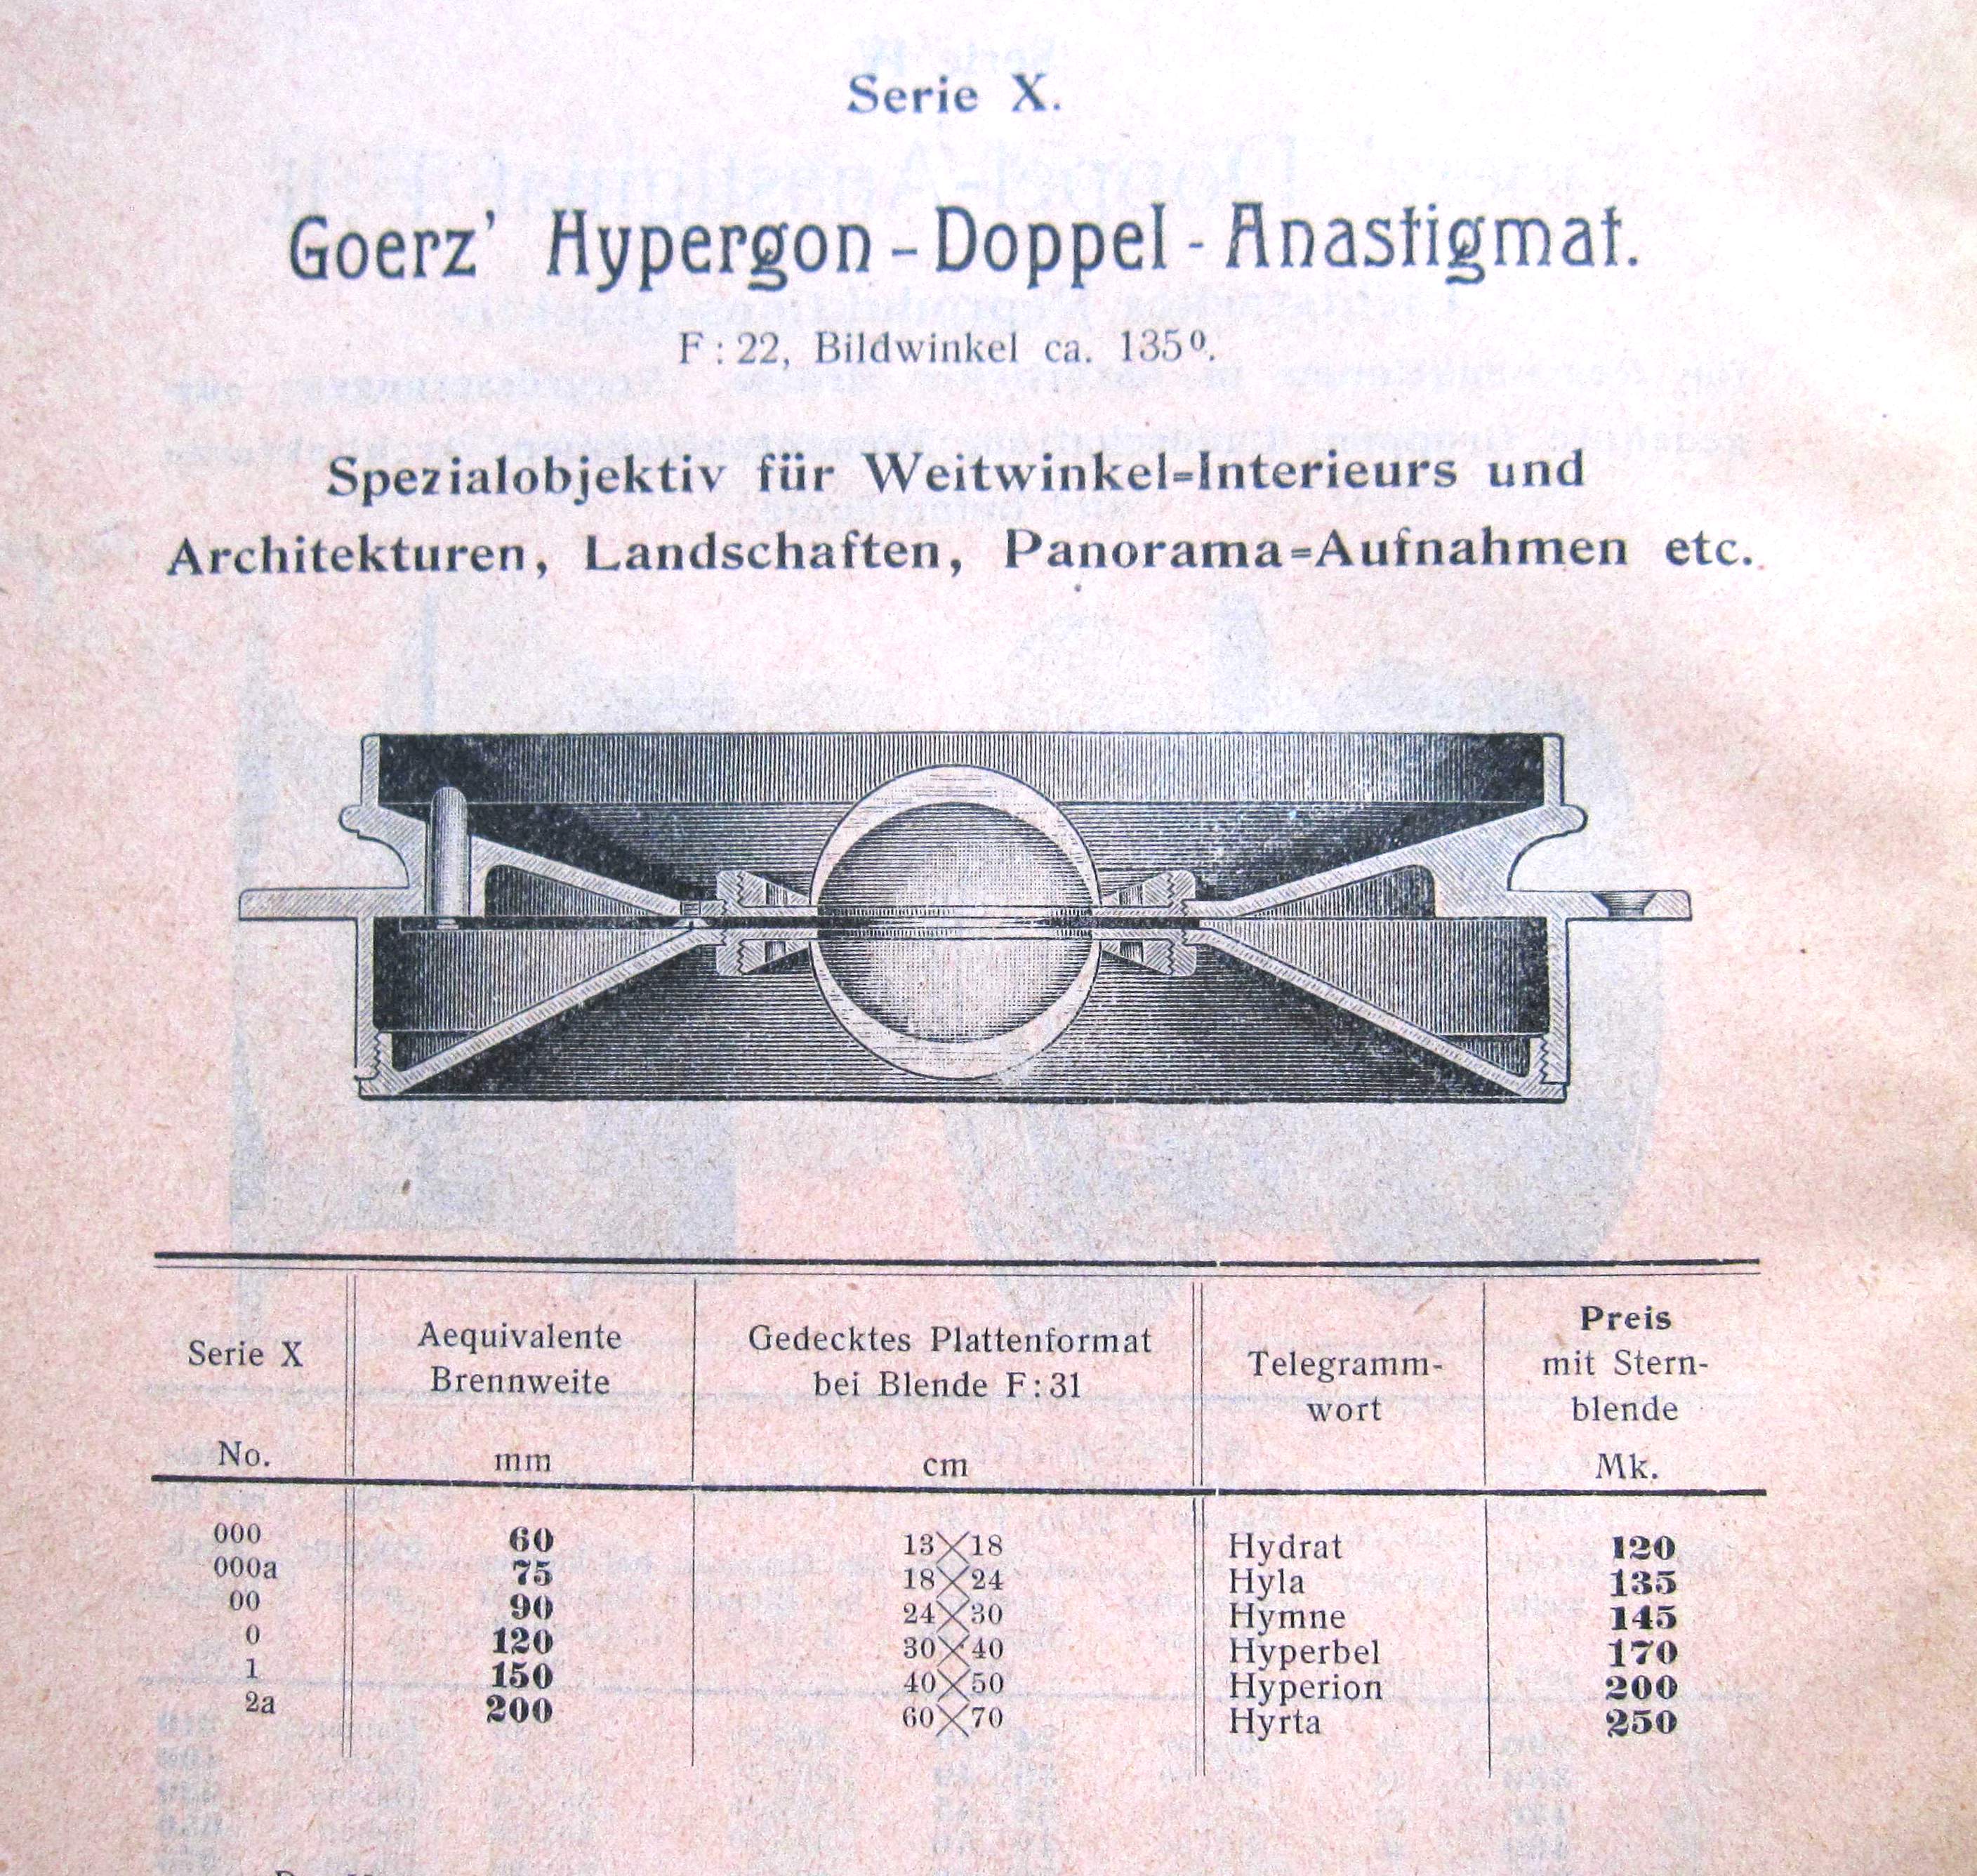 Serie X.
Goerz' Hypergon-Doppel-Anastigmat.
F : 22, Bildwinkel ca. 135⁰.
Spezialobjektiv für Weitwinkel=Interieurs und
Architekturen, Landschaften, Panorama=Aufnahmen etc.
Serie X No. | Aequivalente Brennweite mm | Gedecktes Plattenformat bei Blende F:31 cm | Telegramm-wort | Preis mit Stern-blende Mk.
000 60 13×18 Hydrat 120
000a 75 18×24 Hyla 135
00 90 24×30 Hymne 145
0 120 30×40 Hyperbel 170
1 150 40×50 Hyperion 200
2a 200 60×70 Hyrta 250